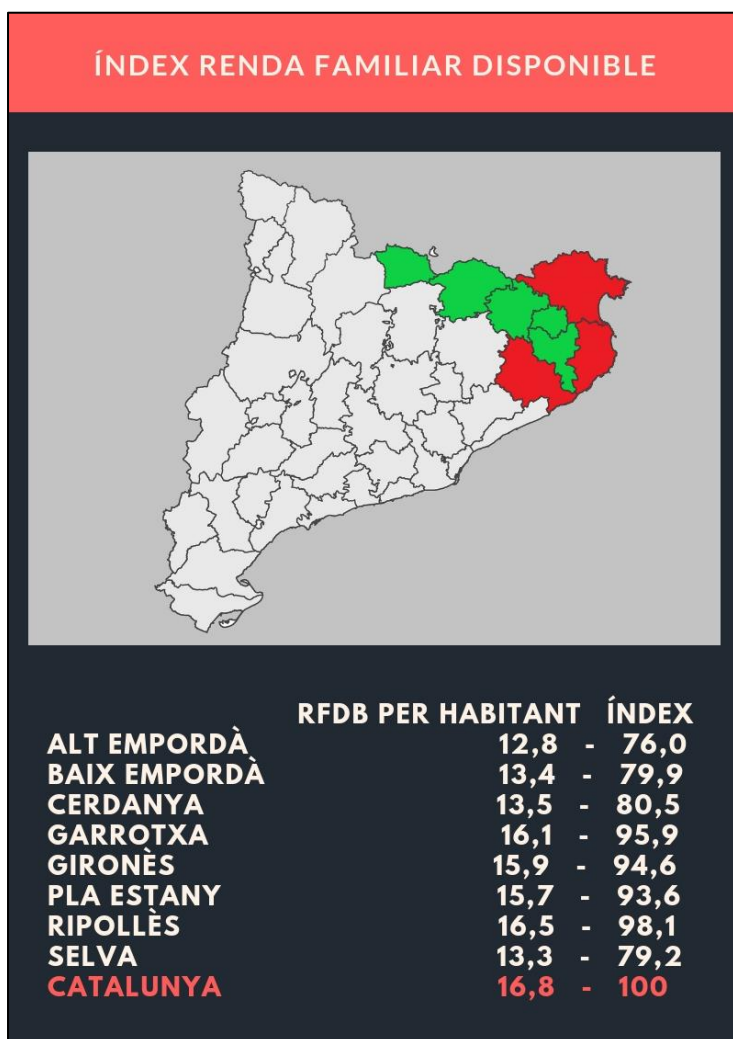 ÍNDEX RENDA FAMILIAR DISPONIBLE
RFDB PER HABITANT ÍNDEX
ALT EMPORDÀ 12,8 - 76,0
BAIX EMPORDÀ 13,4 - 79,9
CERDANYA 13,5 - 80,5
GARROTXA 16,1 - 95,9
GIRONÈS 15,9 - 94,6
PLA ESTANY 15,7 - 93,6
RIPOLLÈS 16,5 - 98,1
SELVA 13,3 - 79,2
CATALUNYA 16,8 - 100